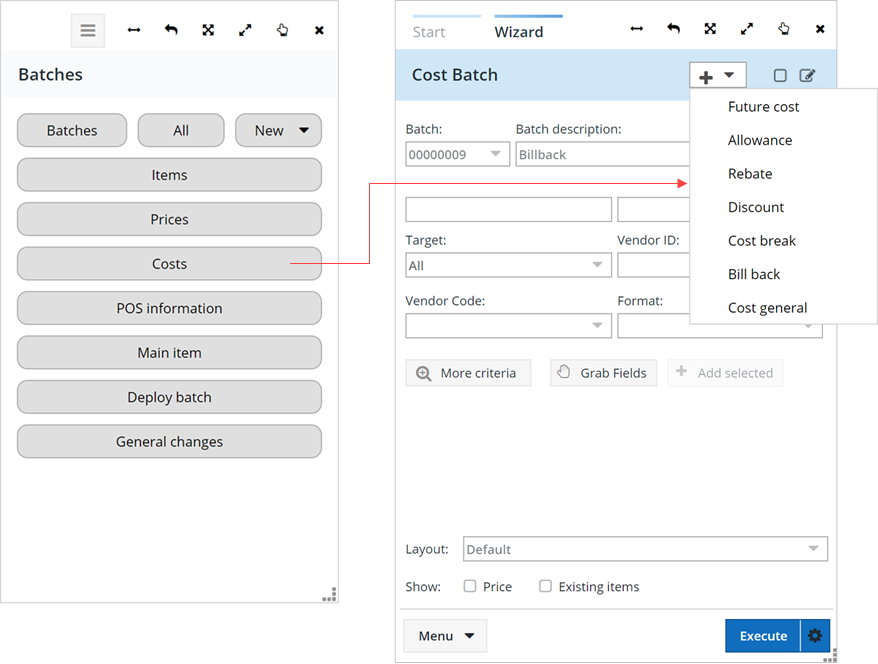 Batches
Batches All New
Items
Prices
Costs
POS information
Main item
Deploy batch
General changes
Start Wizard
Cost Batch
Future cost
Allowance
Rebate
Discount
Cost break
Bill back
Cost general
Batch: Batch description:
00000009 Billback
Target: Vendor ID:
All
Vendor Code: Format:
More criteria Grab Fields Add selected
Layout: Default
Show: Price Existing items
Menu Execute